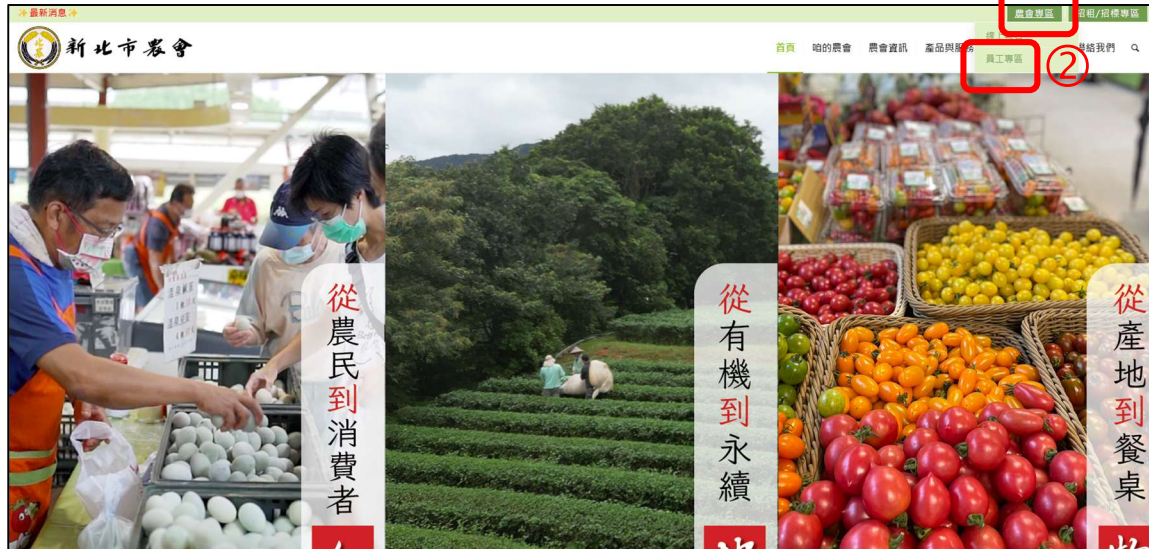 ✨最新消息✨
農會專區
招租/招標專區
新北市農會
首頁
咱的農會
農會資訊
產品與服務
聯絡我們
員工專區
②
從農民到消費者
從有機到永續
從產地到餐桌